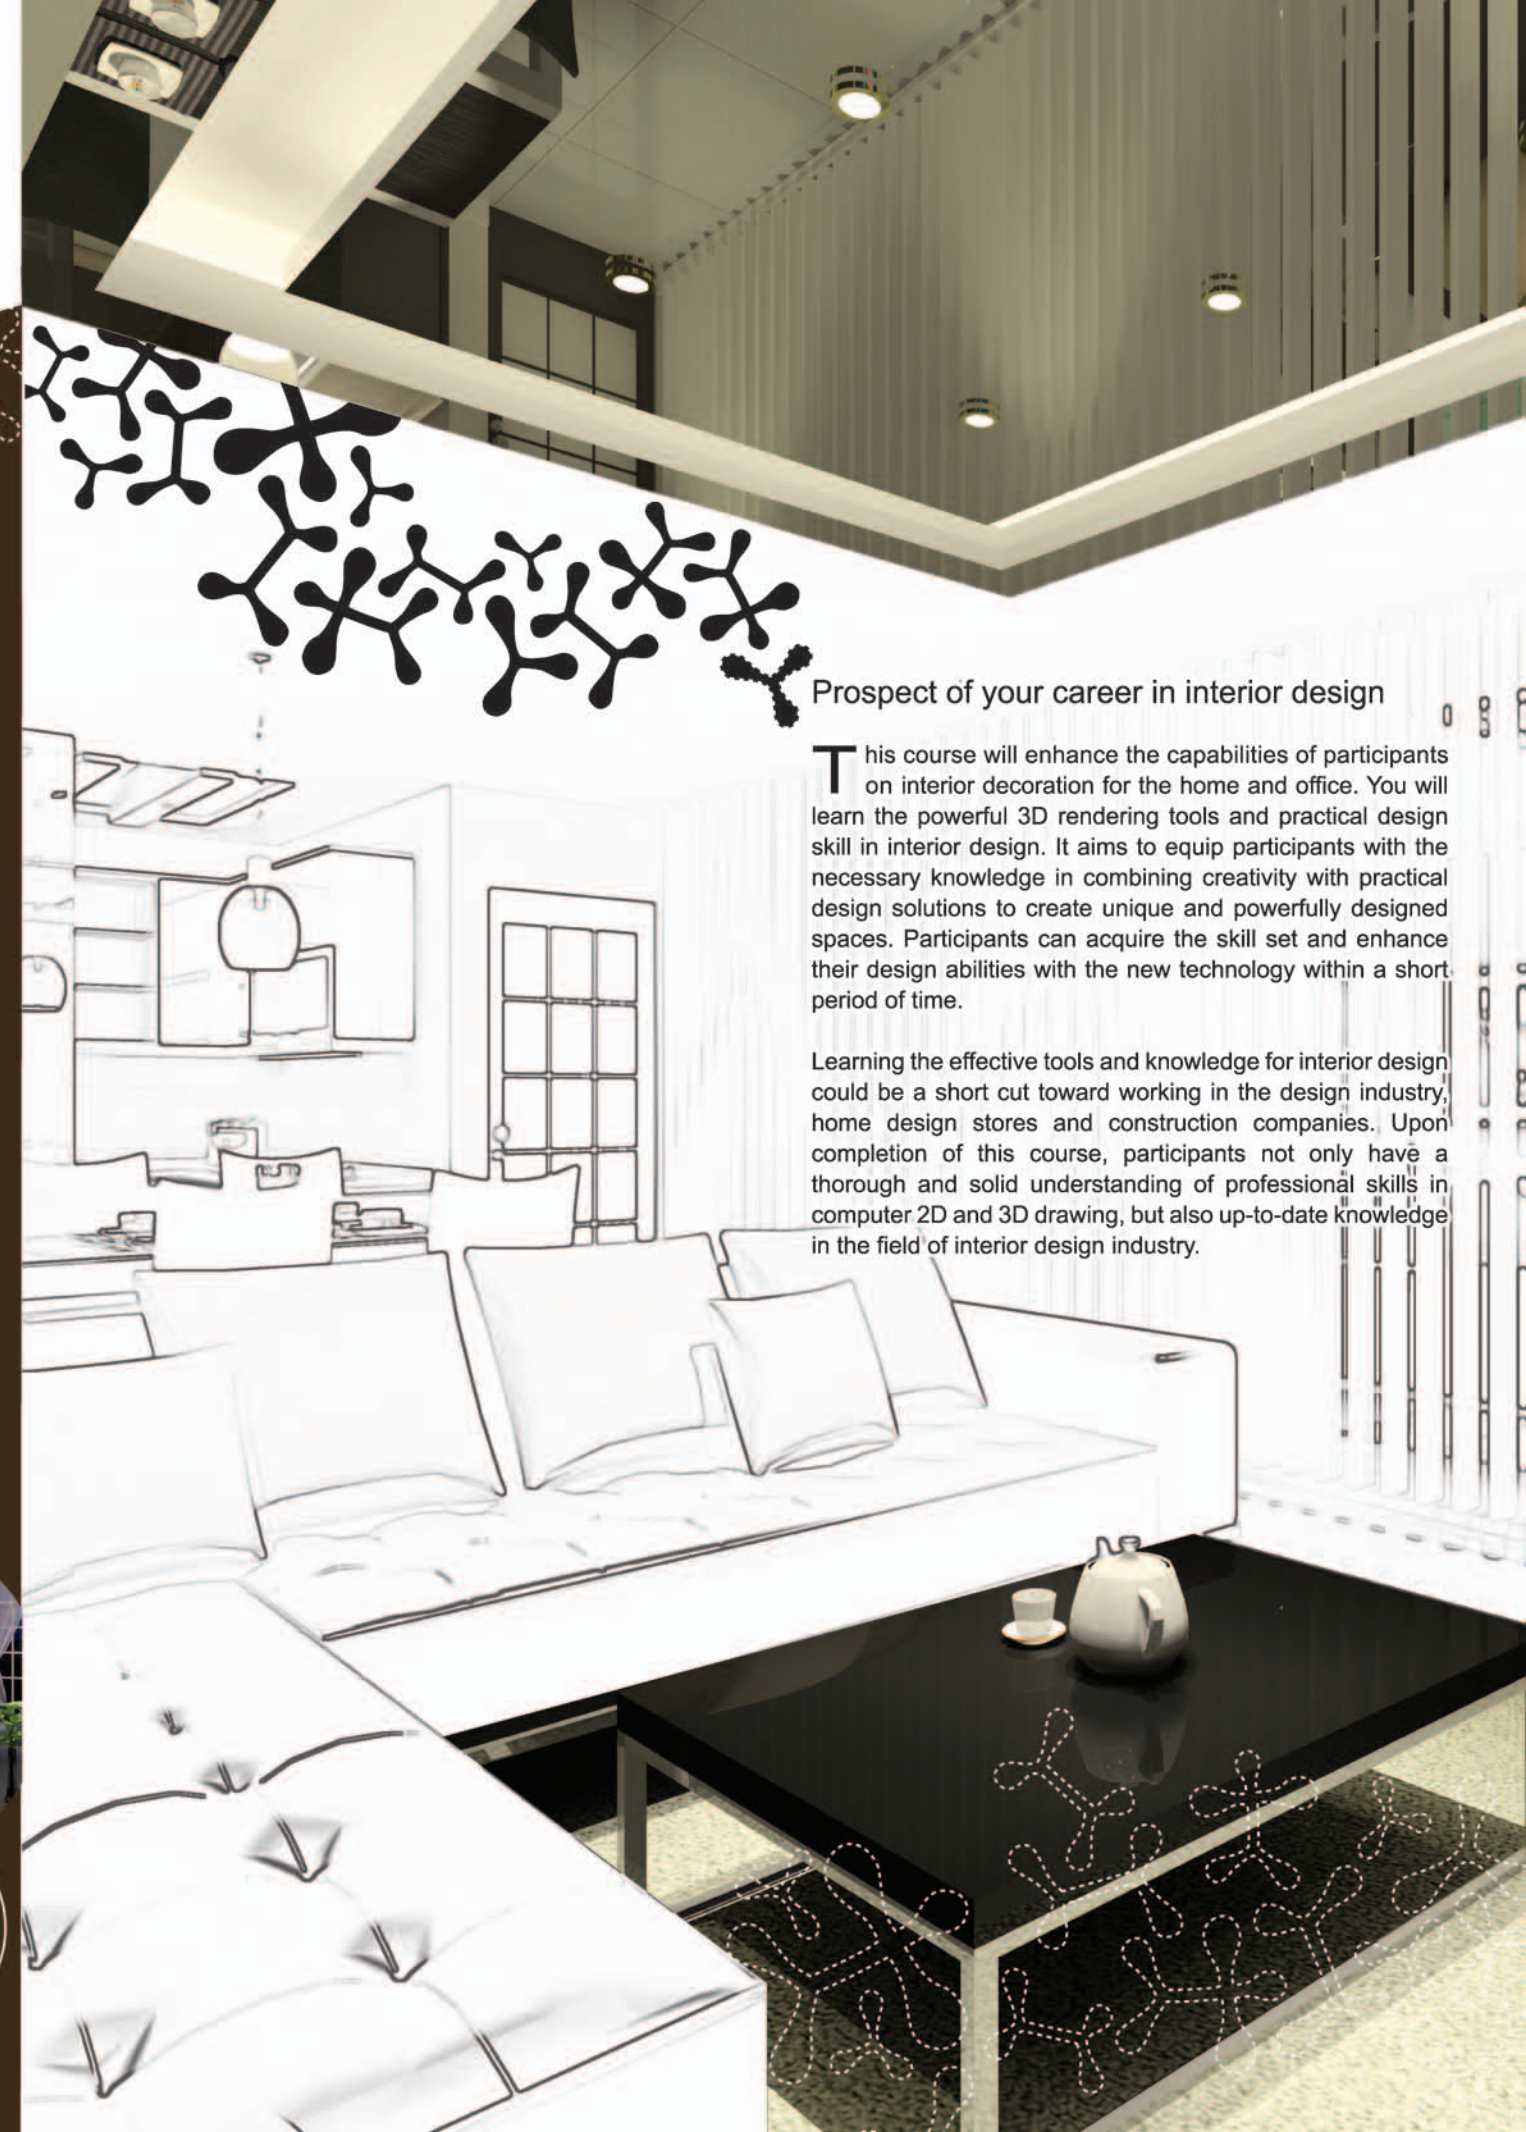 Prospect of your career in interior design
This course will enhance the capabilities of participants
on interior decoration for the home and office. You will
learn the powerful 3D rendering tools and practical design
skill in interior design. It aims to equip participants with the
necessary knowledge in combining creativity with practical
design solutions to create unique and powerfully designed
spaces. Participants can acquire the skill set and enhance
their design abilities with the new technology within a short
period of time.
Learning the effective tools and knowledge for interior design
could be a short cut toward working in the design industry,
home design stores and construction companies. Upon
completion of this course, participants not only have a
thorough and solid understanding of professional skills in
computer 2D and 3D drawing, but also up-to-date knowledge
in the field of interior design industry.